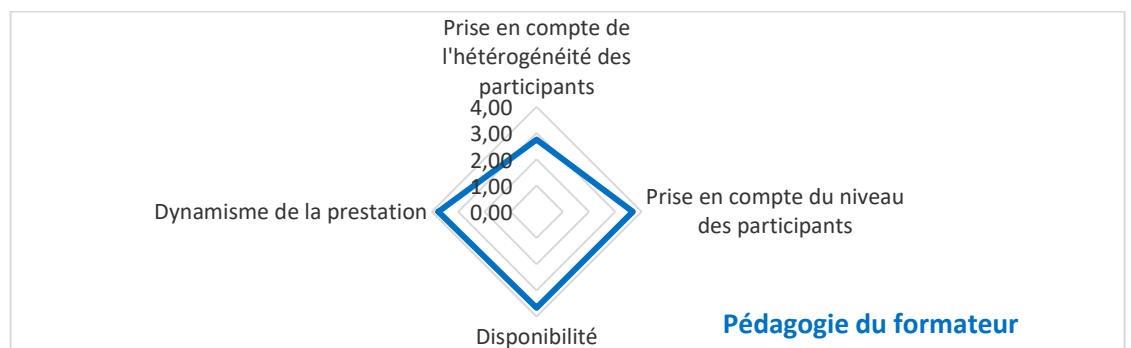 Prise en compte de
l'hétérogénéité des
participants
4,00
3,00
2,00
1,00
0,00
Dynamisme de la prestation
Prise en compte du niveau
des participants
Pédagogie du formateur
Disponibilité